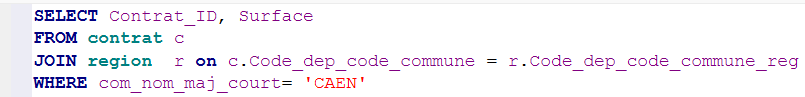 SELECT Contrat_ID, Surface
FROM contrat c
JOIN region  r on c.Code_dep_code_commune = r.Code_dep_code_commune_reg
WHERE com_nom_maj_court= 'CAEN'